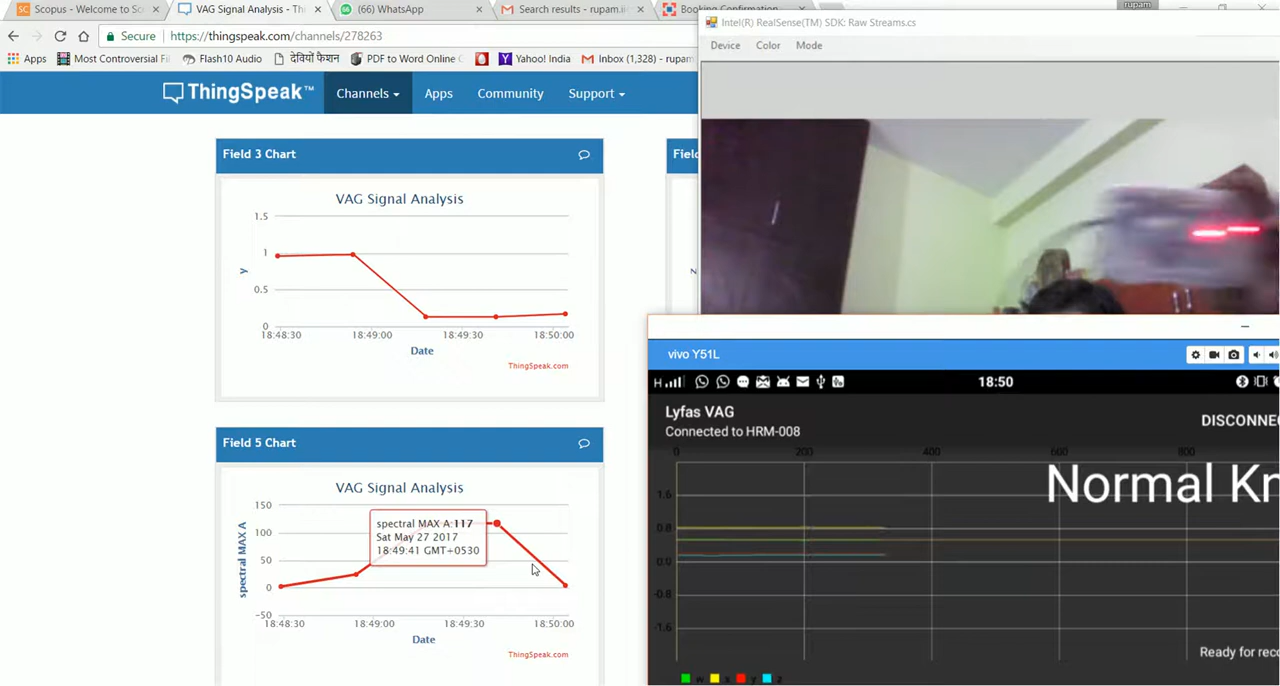 Scopus - Welcome to Sc
VAG Signal Analysis - Th
(66) WhatsApp
Search results - rupam.ii
Booking Confirmation
rupam
Secure
https://thingspeak.com/channels/278263
Apps
Most Controversial Fil
Flash10 Audio
देवियों फैशन
PDF to Word Online C
Yahoo! India
Inbox (1,328) - rupam
ThingSpeak™
Channels
Apps
Community
Support
Field 3 Chart
VAG Signal Analysis
1.5
1
0.5
0
y
18:48:30
18:49:00
18:49:30
18:50:00
Date
ThingSpeak.com
Field 5 Chart
VAG Signal Analysis
150
100
50
0
-50
spectral MAX A
spectral MAX A:117
Sat May 27 2017
18:49:41 GMT+0530
18:48:30
18:49:00
18:49:30
18:50:00
Date
ThingSpeak.com
Fiel
N
Intel(R) RealSense(TM) SDK: Raw Streams.cs
Device
Color
Mode
vivo Y51L
H
18:50
Lyfas VAG
Connected to HRM-008
DISCONNE
0
200
400
600
800
Normal Kn
1.6
0.8
0.0
-0.8
-1.6
Ready for reco